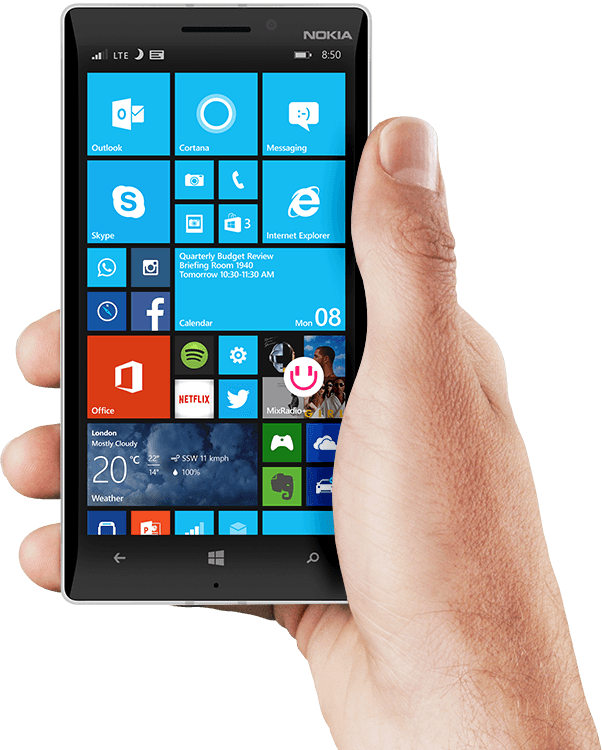 NOKIA
LTE 8:50
Outlook
Cortana
Messaging
3
Skype
Internet Explorer
Quarterly Budget Review
Briefing Room 1940
Tomorrow 10:30-11:30 AM
Calendar
Mon 08
Office
NETFLIX
MixRadio+
London
Mostly Cloudy
20°C
22°
14°
SSW 11 kmph
100%
Weather